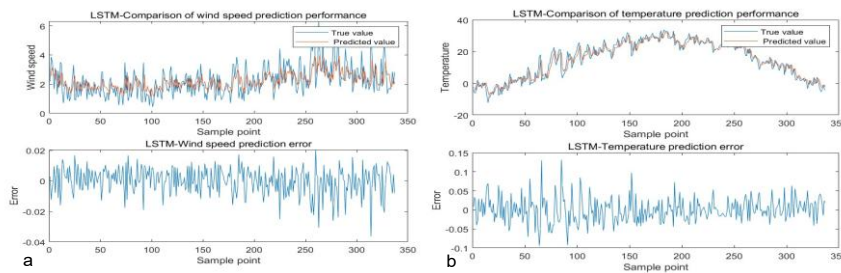 LSTM-Comparison of wind speed prediction performance
True value
Predicted value
Wind speed
6
4
2
0
0 50 100 150 200 250 300 350
Sample point
LSTM-Wind speed prediction error
Error
0.02
0
-0.02
-0.04
0 50 100 150 200 250 300 350
Sample point
a
LSTM-Comparison of temperature prediction performance
True value
Predicted value
Temperature
40
20
0
-20
0 50 100 150 200 250 300 350
Sample point
LSTM-Temperature prediction error
Error
0.15
0.1
0.05
0
-0.05
-0.1
0 50 100 150 200 250 300 350
Sample point
b